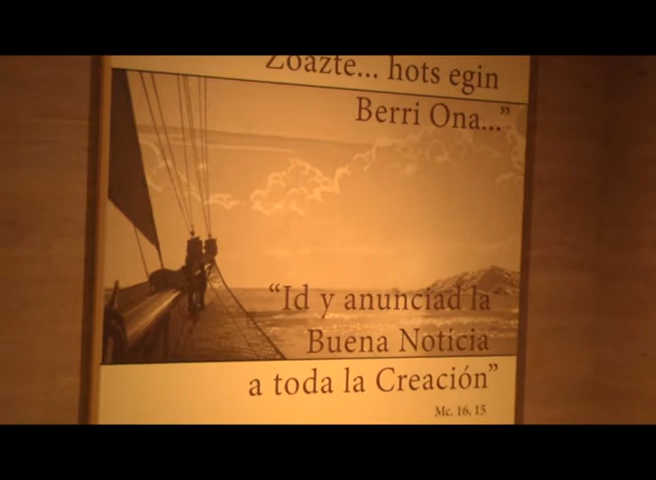 Zoazte... hots egin
Berri Ona...”
“Id y anunciad la
Buena Noticia
a toda la Creación”
Mc. 16, 15